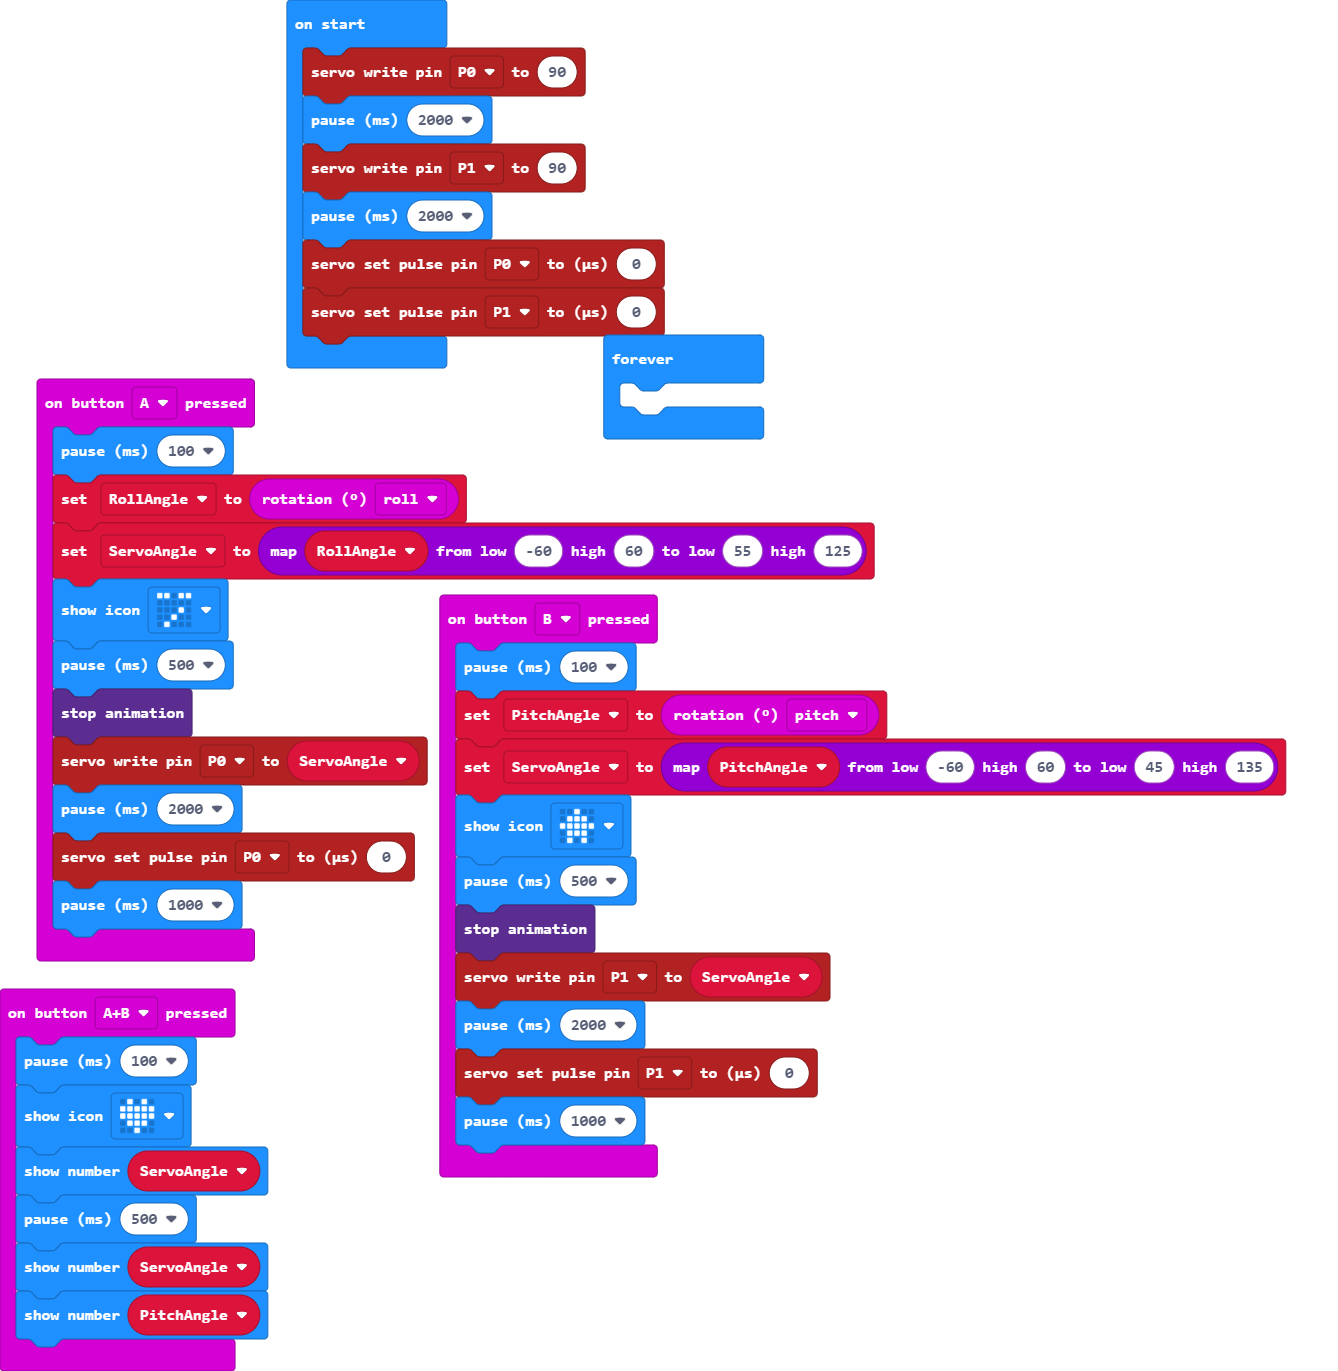 on start
servo write pin P0 to 90
pause (ms) 2000
servo write pin P1 to 90
pause (ms) 2000
servo set pulse pin P0 to (µs) 0
servo set pulse pin P1 to (µs) 0
forever
on button A pressed
pause (ms) 100
set RollAngle to rotation (º) roll
set ServoAngle to map RollAngle from low -60 high 60 to low 55 high 125
show icon
pause (ms) 500
stop animation
servo write pin P0 to ServoAngle
pause (ms) 2000
servo set pulse pin P0 to (µs) 0
pause (ms) 1000
on button B pressed
pause (ms) 100
set PitchAngle to rotation (º) pitch
set ServoAngle to map PitchAngle from low -60 high 60 to low 45 high 135
show icon
pause (ms) 500
stop animation
servo write pin P1 to ServoAngle
pause (ms) 2000
servo set pulse pin P1 to (µs) 0
pause (ms) 1000
on button A+B pressed
pause (ms) 100
show icon
show number ServoAngle
pause (ms) 500
show number ServoAngle
show number PitchAngle